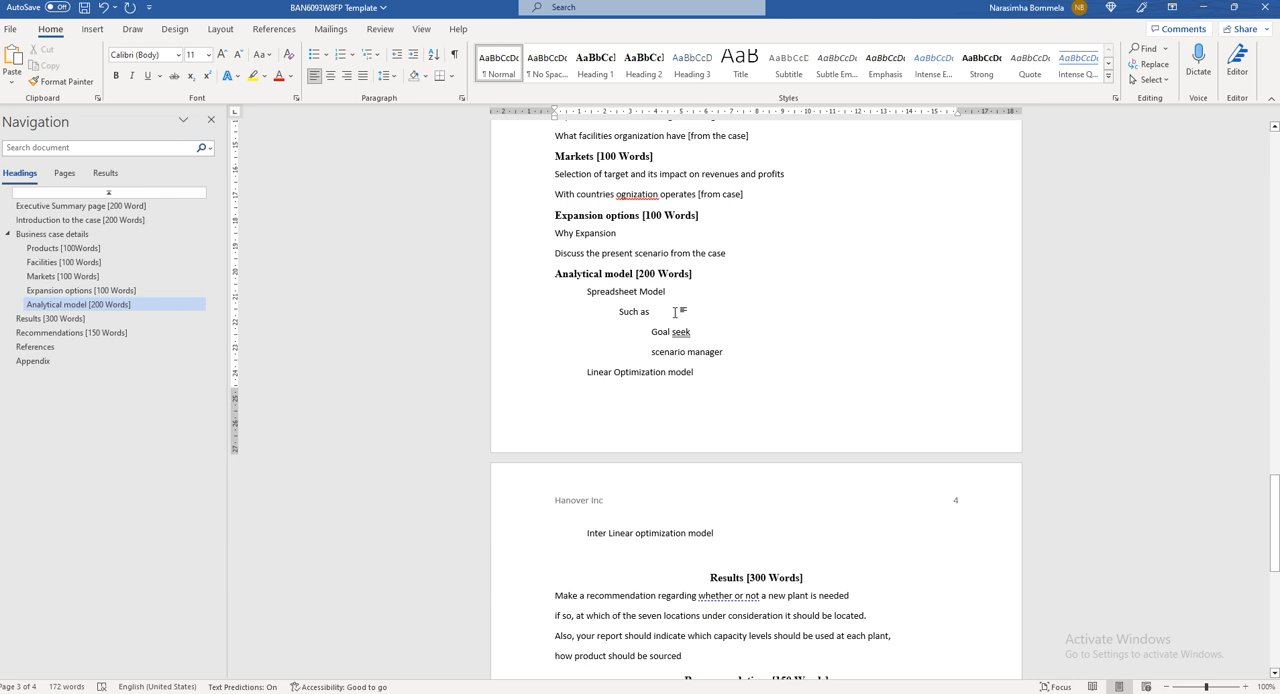 AutoSave Off BAN6093W8FP Template Search Narasimha Bommela NB
File Home Insert Draw Design Layout References Mailings Review View Help Comments Share
Paste Cut Copy Format Painter
Calibri (Body) 11
AaBbCcDc AaBbCcDc AaBbCc AaBbCc AaBbCcD AaB AaBbCcD AaBbCcDc AaBbCcDc AaBbCcDc AaBbCcDc AaBbCcDc AaBbCcDc
¶ Normal ¶ No Spac... Heading 1 Heading 2 Heading 3 Title Subtitle Subtle Em... Emphasis Intense E... Strong Quote Intense Q...
Find Replace Select Dictate Editor
Clipboard Font Paragraph Styles Editing Voice Editor
Navigation
Search document
Headings Pages Results
Executive Summary page [200 Word]
Introduction to the case [200 Words]
Business case details
Products [100Words]
Facilities [100 Words]
Markets [100 Words]
Expansion options [100 Words]
Analytical model [200 Words]
Results [300 Words]
Recommendations [150 Words]
References
Appendix
What facilities organization have [from the case]
Markets [100 Words]
Selection of target and its impact on revenues and profits
With countries ognization operates [from case]
Expansion options [100 Words]
Why Expansion
Discuss the present scenario from the case
Analytical model [200 Words]
Spreadsheet Model
Such as
Goal seek
scenario manager
Linear Optimization model
Hanover Inc 4
Inter Linear optimization model
Results [300 Words]
Make a recommendation regarding whether or not a new plant is needed
if so, at which of the seven locations under consideration it should be located.
Also, your report should indicate which capacity levels should be used at each plant,
how product should be sourced
Activate Windows
Go to Settings to activate Windows.
Page 3 of 4 172 words English (United States) Text Predictions: On Accessibility: Good to go Focus 100%